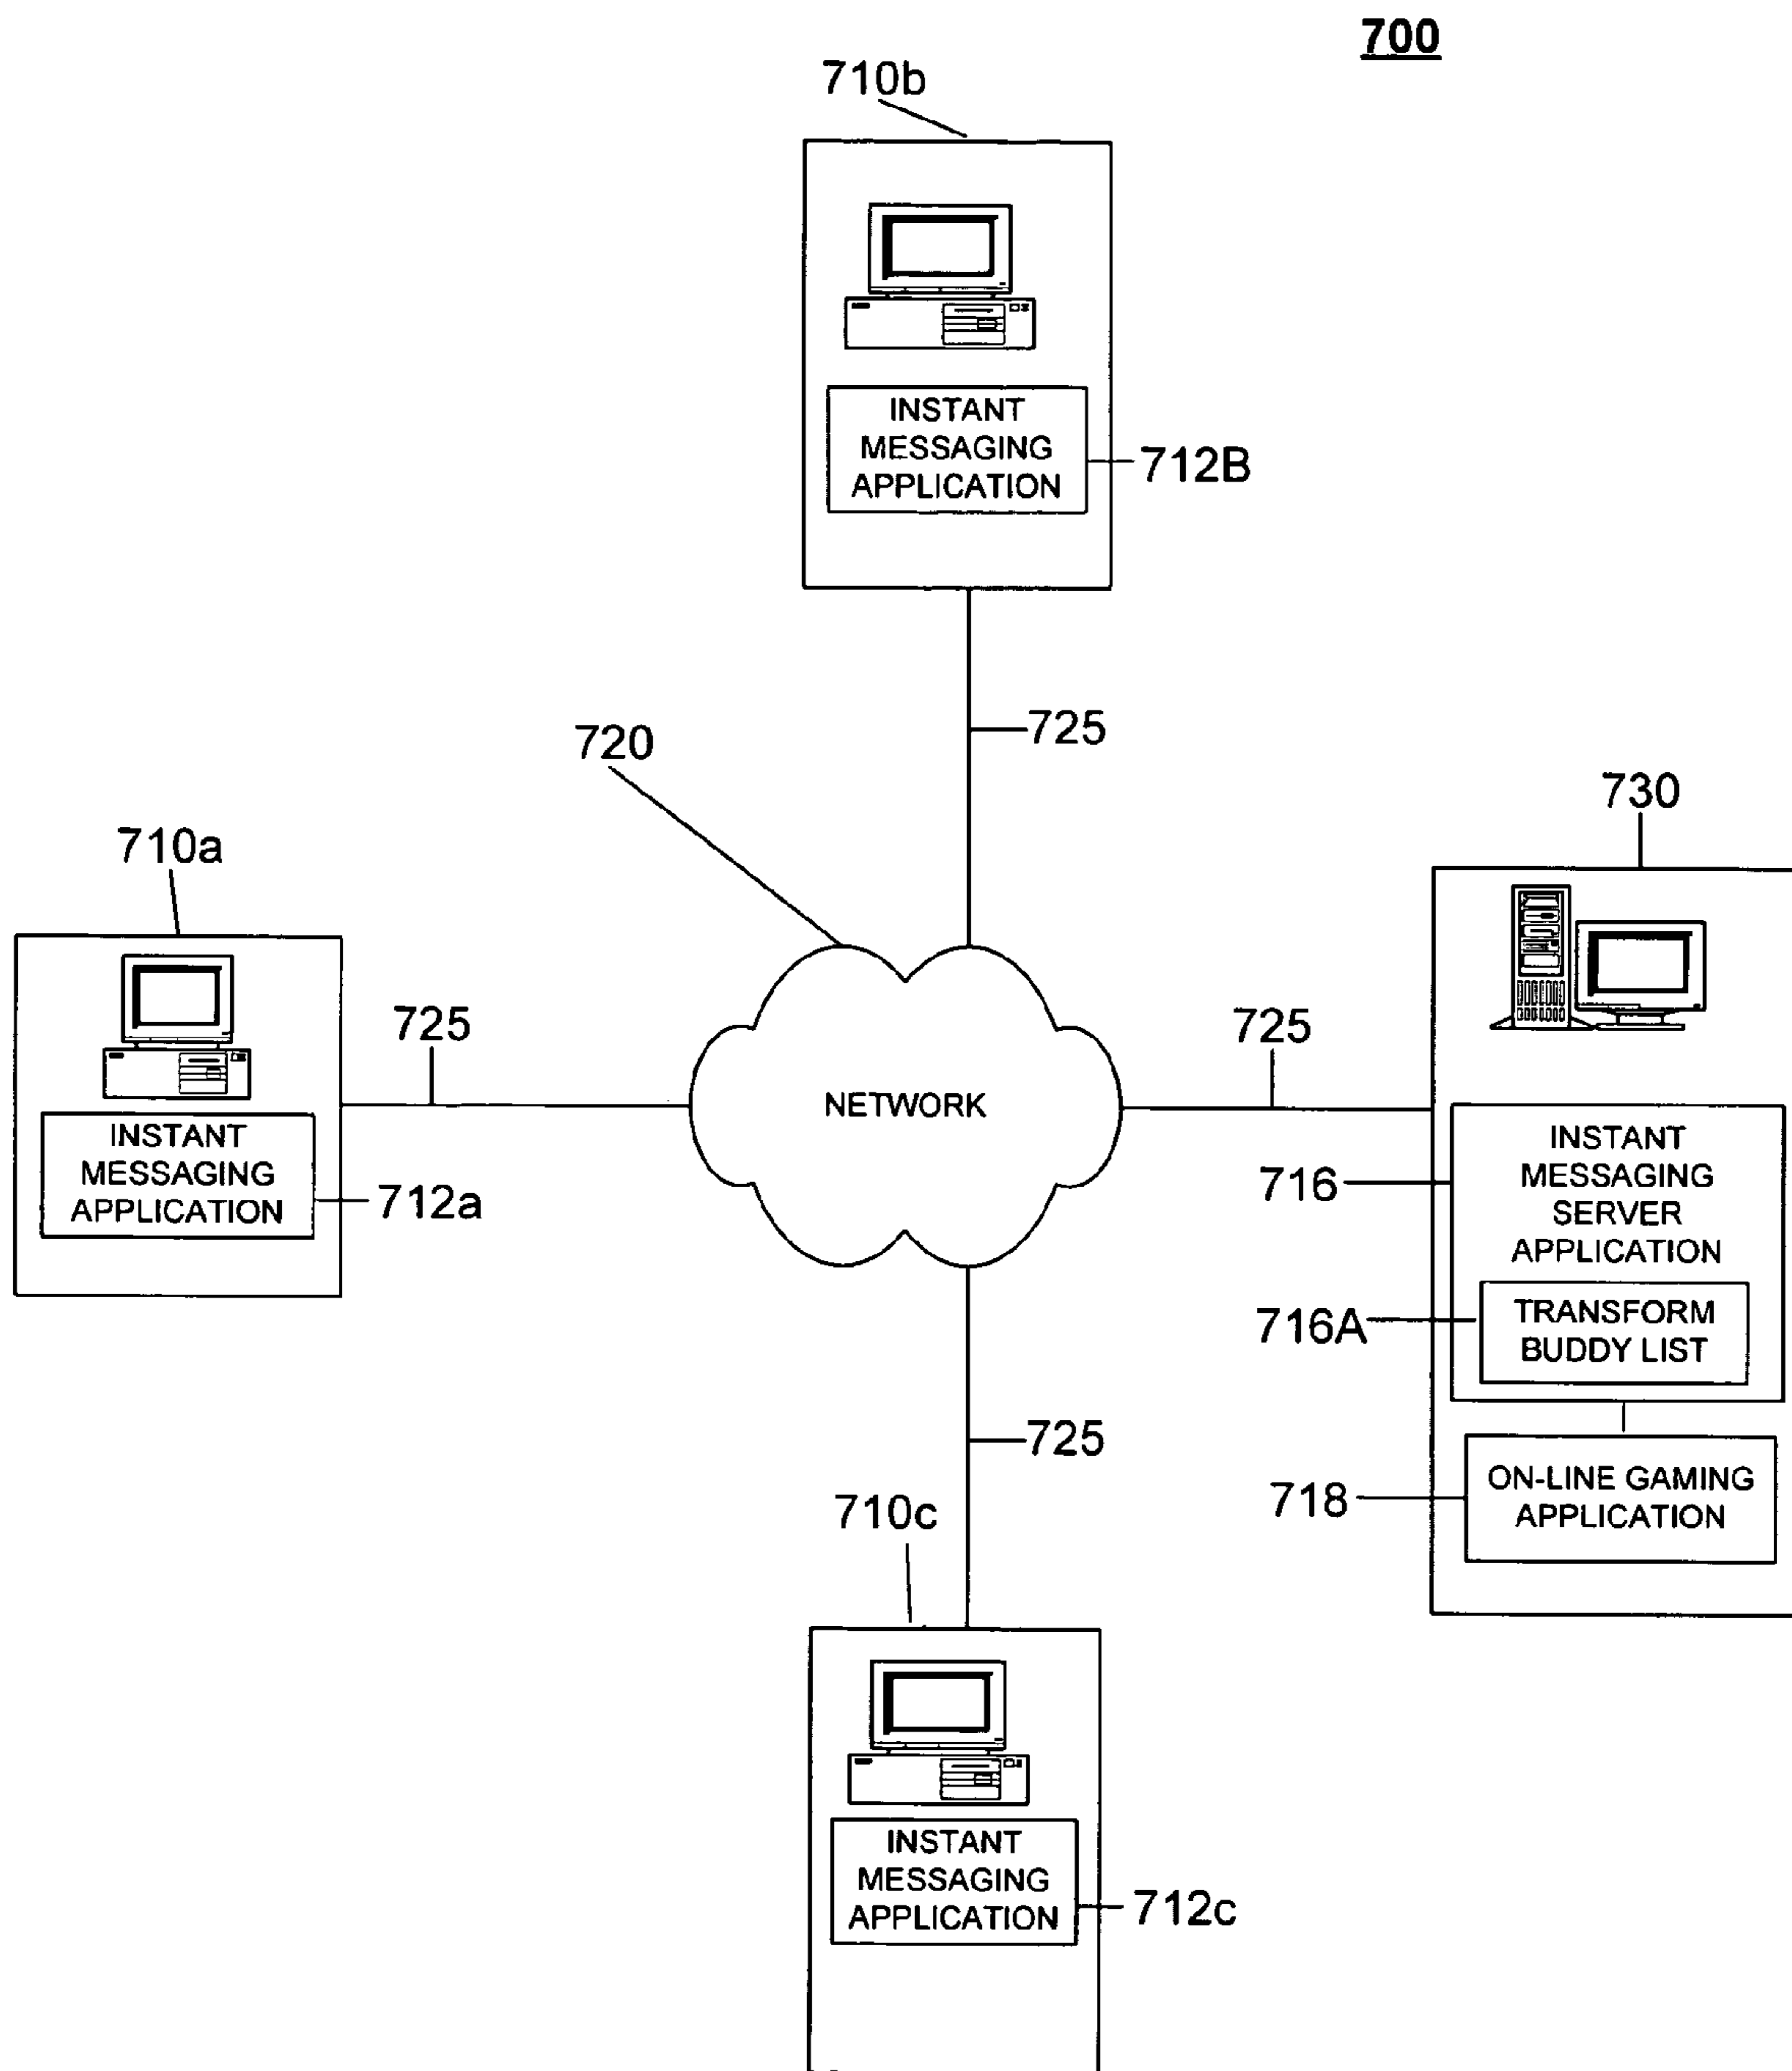 700
710b
INSTANT
MESSAGING
APPLICATION
712B
725
720
730
710a
725
725
NETWORK
INSTANT
MESSAGING
APPLICATION
712a
INSTANT
MESSAGING
SERVER
APPLICATION
716
TRANSFORM
BUDDY LIST
716A
725
ON-LINE GAMING
APPLICATION
718
710c
INSTANT
MESSAGING
APPLICATION
712c